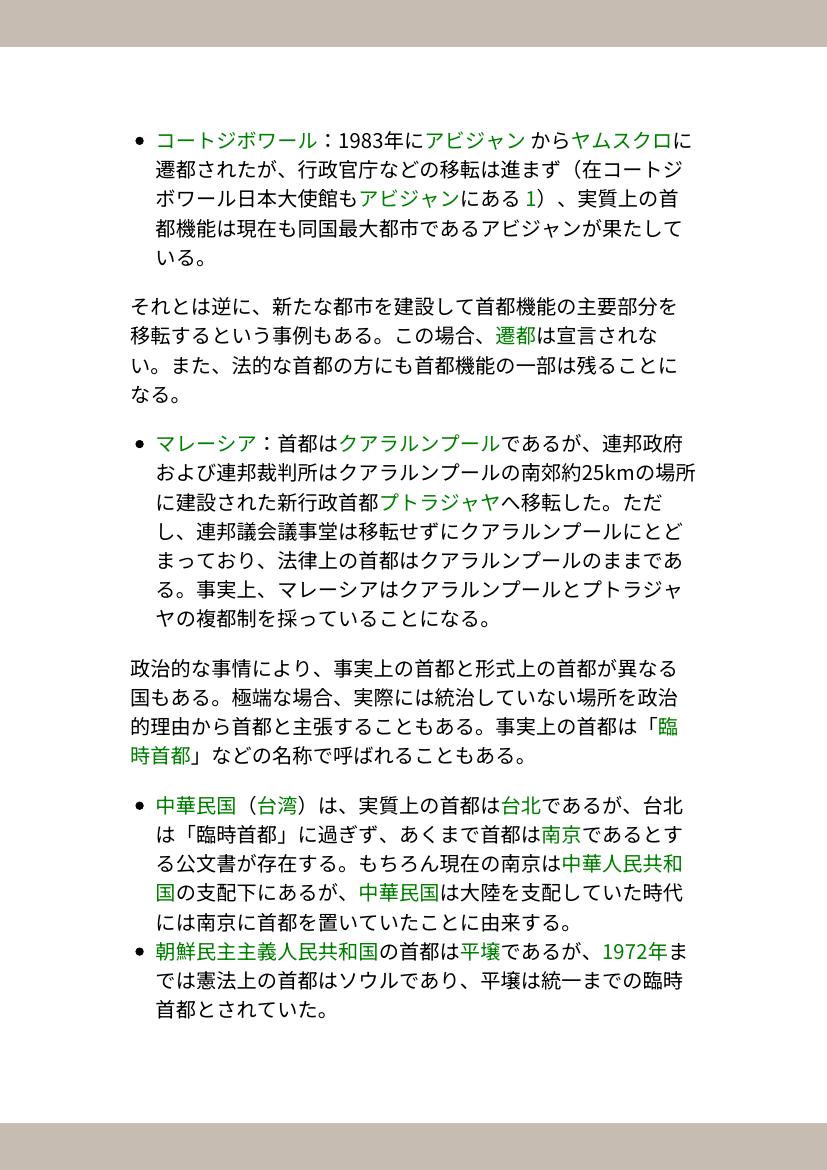 • コートジボワール：1983年にアビジャン からヤムスクロに
遷都されたが、行政官庁などの移転は進まず（在コートジ
ボワール日本大使館もアビジャンにある 1）、実質上の首
都機能は現在も同国最大都市であるアビジャンが果たして
いる。
それとは逆に、新たな都市を建設して首都機能の主要部分を
移転するという事例もある。この場合、遷都は宣言されな
い。また、法的な首都の方にも首都機能の一部は残ることに
なる。
• マレーシア：首都はクアラルンプールであるが、連邦政府
および連邦裁判所はクアラルンプールの南郊約25kmの場所
に建設された新行政首都プトラジャヤへ移転した。ただ
し、連邦議会議事堂は移転せずにクアラルンプールにとど
まっており、法律上の首都はクアラルンプールのままであ
る。事実上、マレーシアはクアラルンプールとプトラジャ
ヤの複都制を採っていることになる。
政治的な事情により、事実上の首都と形式上の首都が異なる
国もある。極端な場合、実際には統治していない場所を政治
的理由から首都と主張することもある。事実上の首都は「臨
時首都」などの名称で呼ばれることもある。
• 中華民国（台湾）は、実質上の首都は台北であるが、台北
は「臨時首都」に過ぎず、あくまで首都は南京であるとす
る公文書が存在する。もちろん現在の南京は中華人民共和
国の支配下にあるが、中華民国は大陸を支配していた時代
には南京に首都を置いていたことに由来する。
• 朝鮮民主主義人民共和国の首都は平壌であるが、1972年ま
では憲法上の首都はソウルであり、平壌は統一までの臨時
首都とされていた。